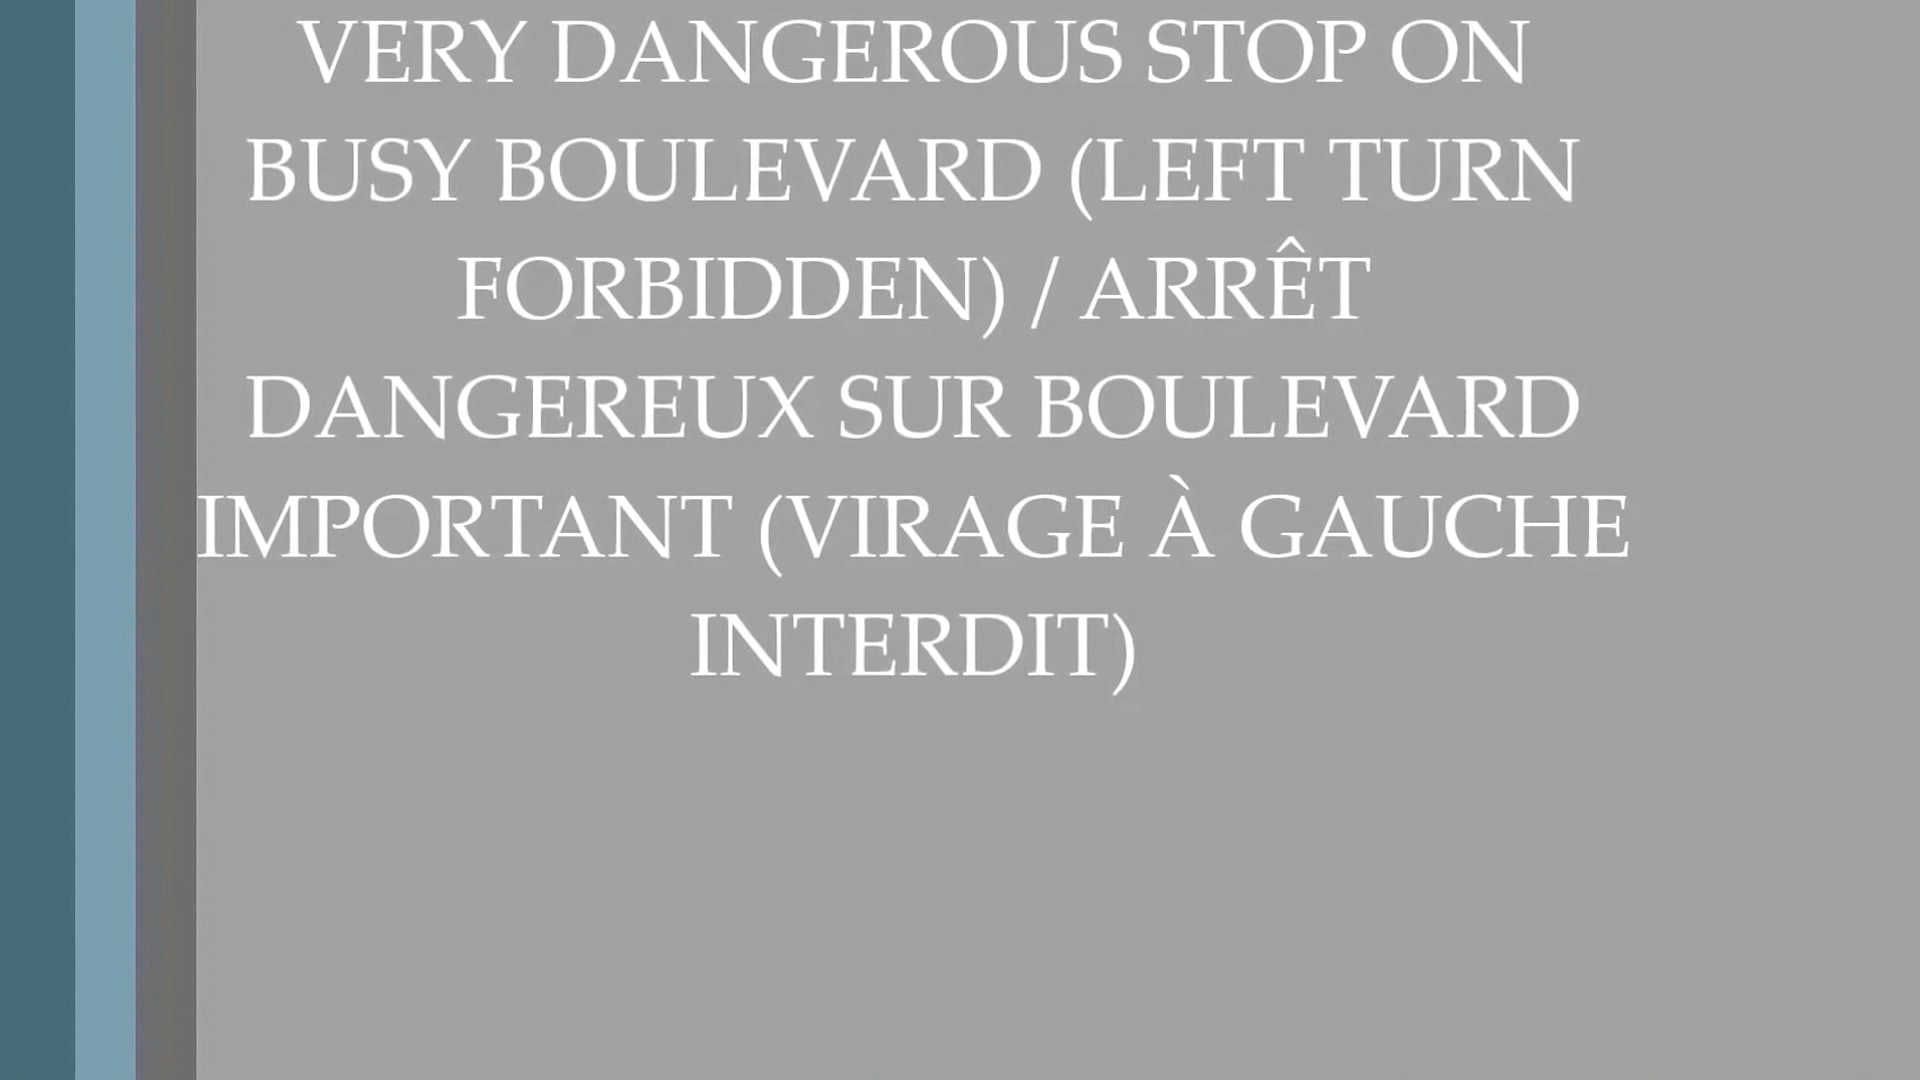 VERY DANGEROUS STOP ON
BUSY BOULEVARD (LEFT TURN
FORBIDDEN) / ARRÊT
DANGEREUX SUR BOULEVARD
IMPORTANT (VIRAGE À GAUCHE
INTERDIT)